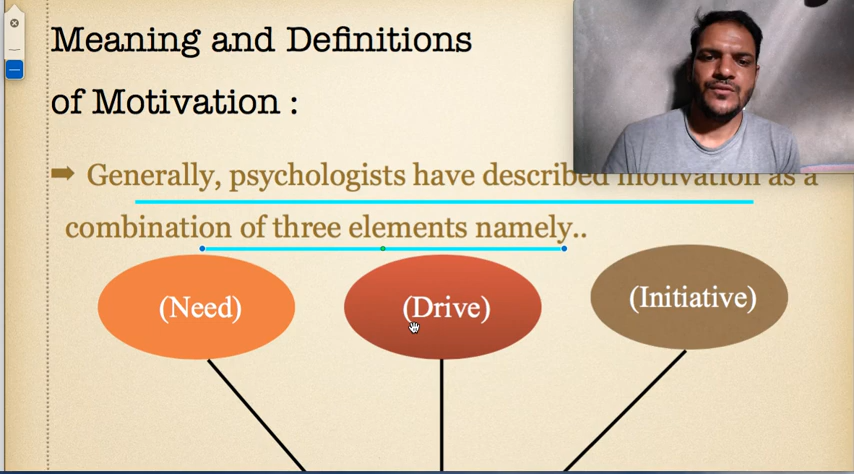 Meaning and Definitions
of Motivation :
➡ Generally, psychologists have described motivation as a
combination of three elements namely..
(Need) (Drive) (Initiative)